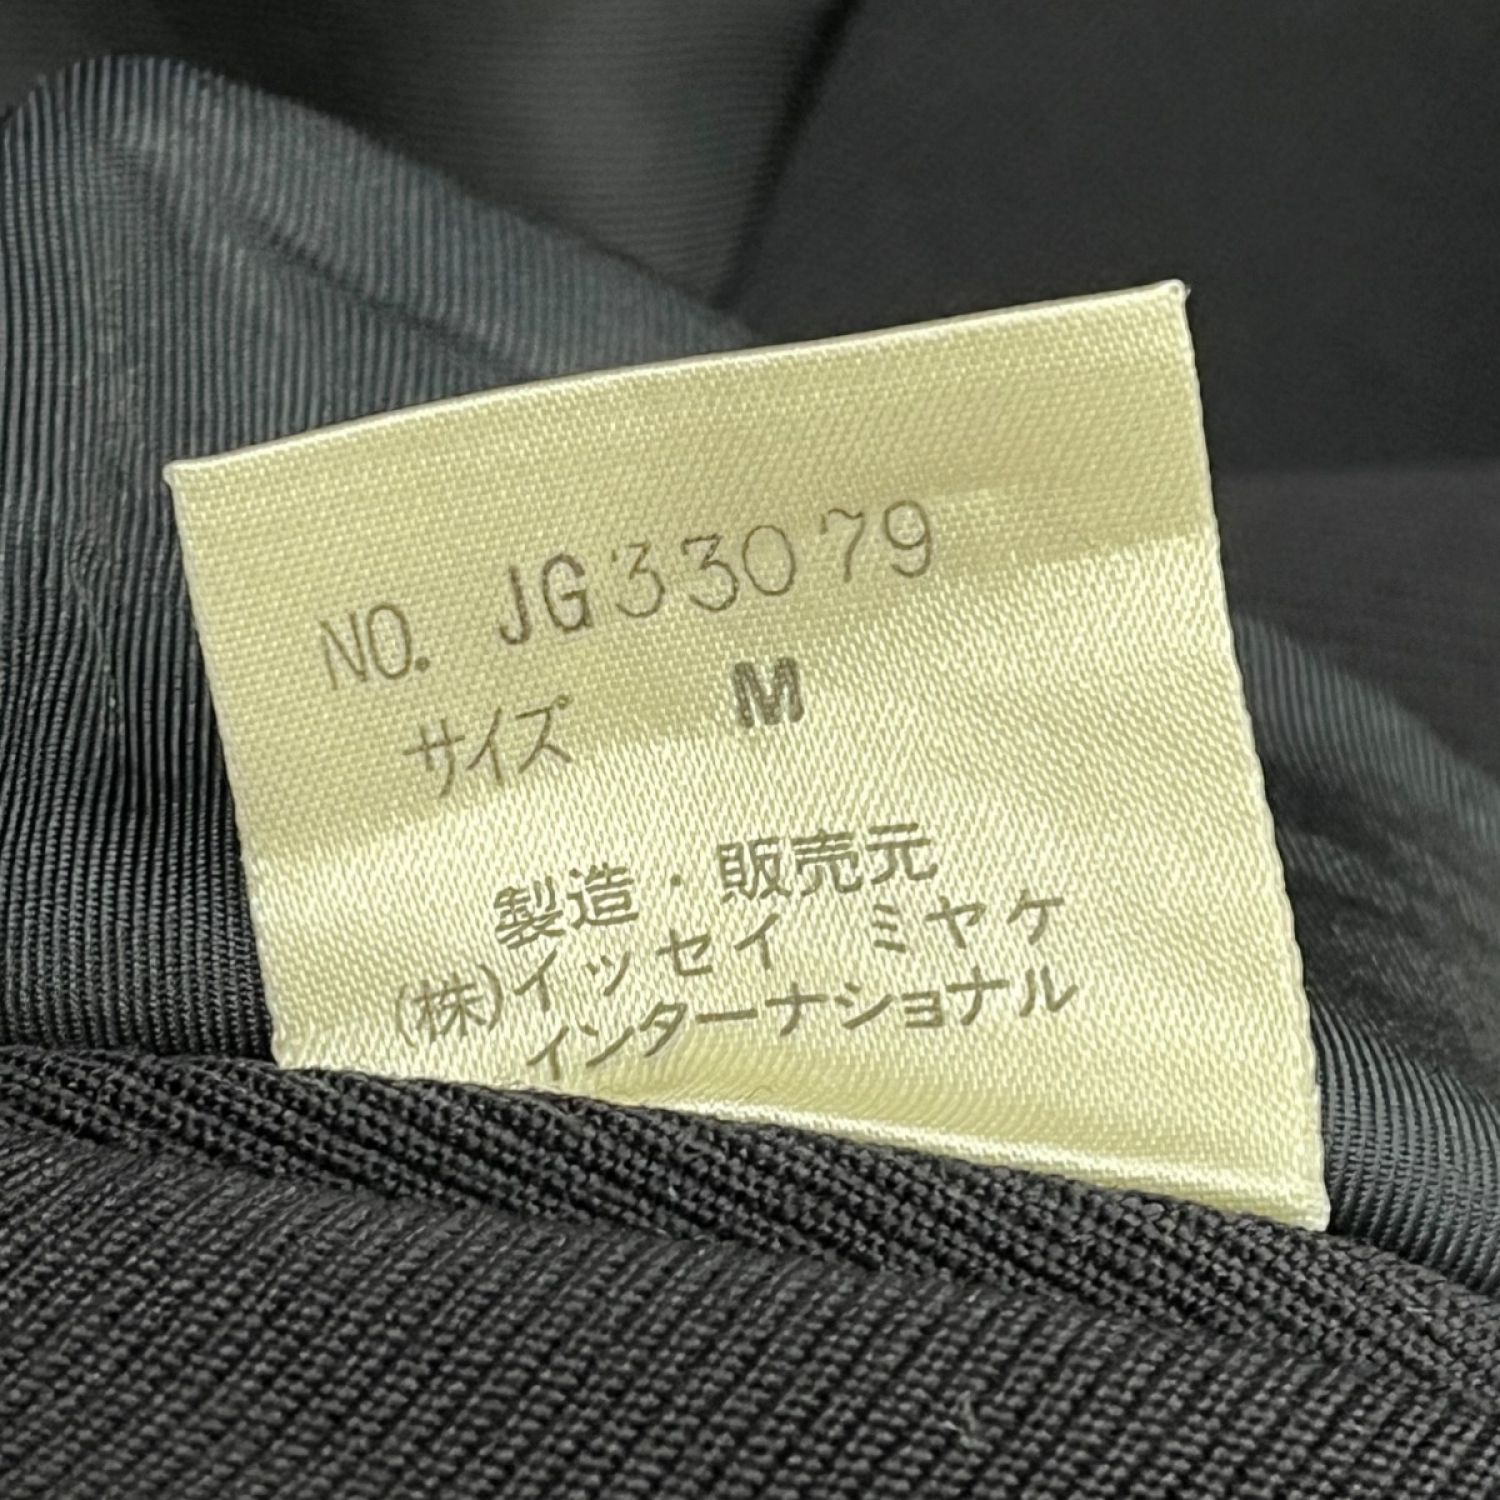 NO. JG33079
サイズ M
製造・販売元
(株)イッセイ ミヤケ
インターナショナル